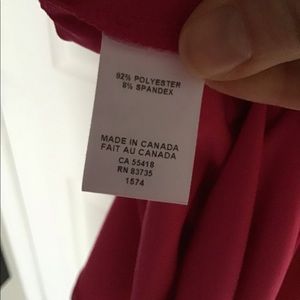 92% POLYESTER
8% SPANDEX
MADE IN CANADA
FAIT AU CANADA
CA 55418
RN 83735
1574